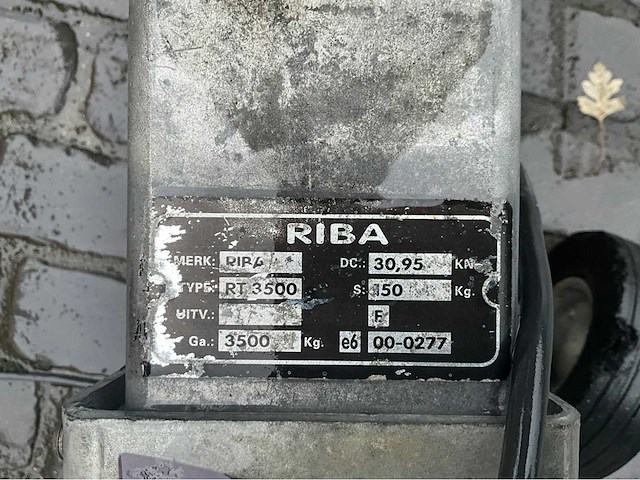 RIBA
MERK: RIBA DC.: 30,95 KN
TYPE: RT 3500 S: 150 Kg.
UITV.: F
Ga.: 3500 Kg. e6 00-0277